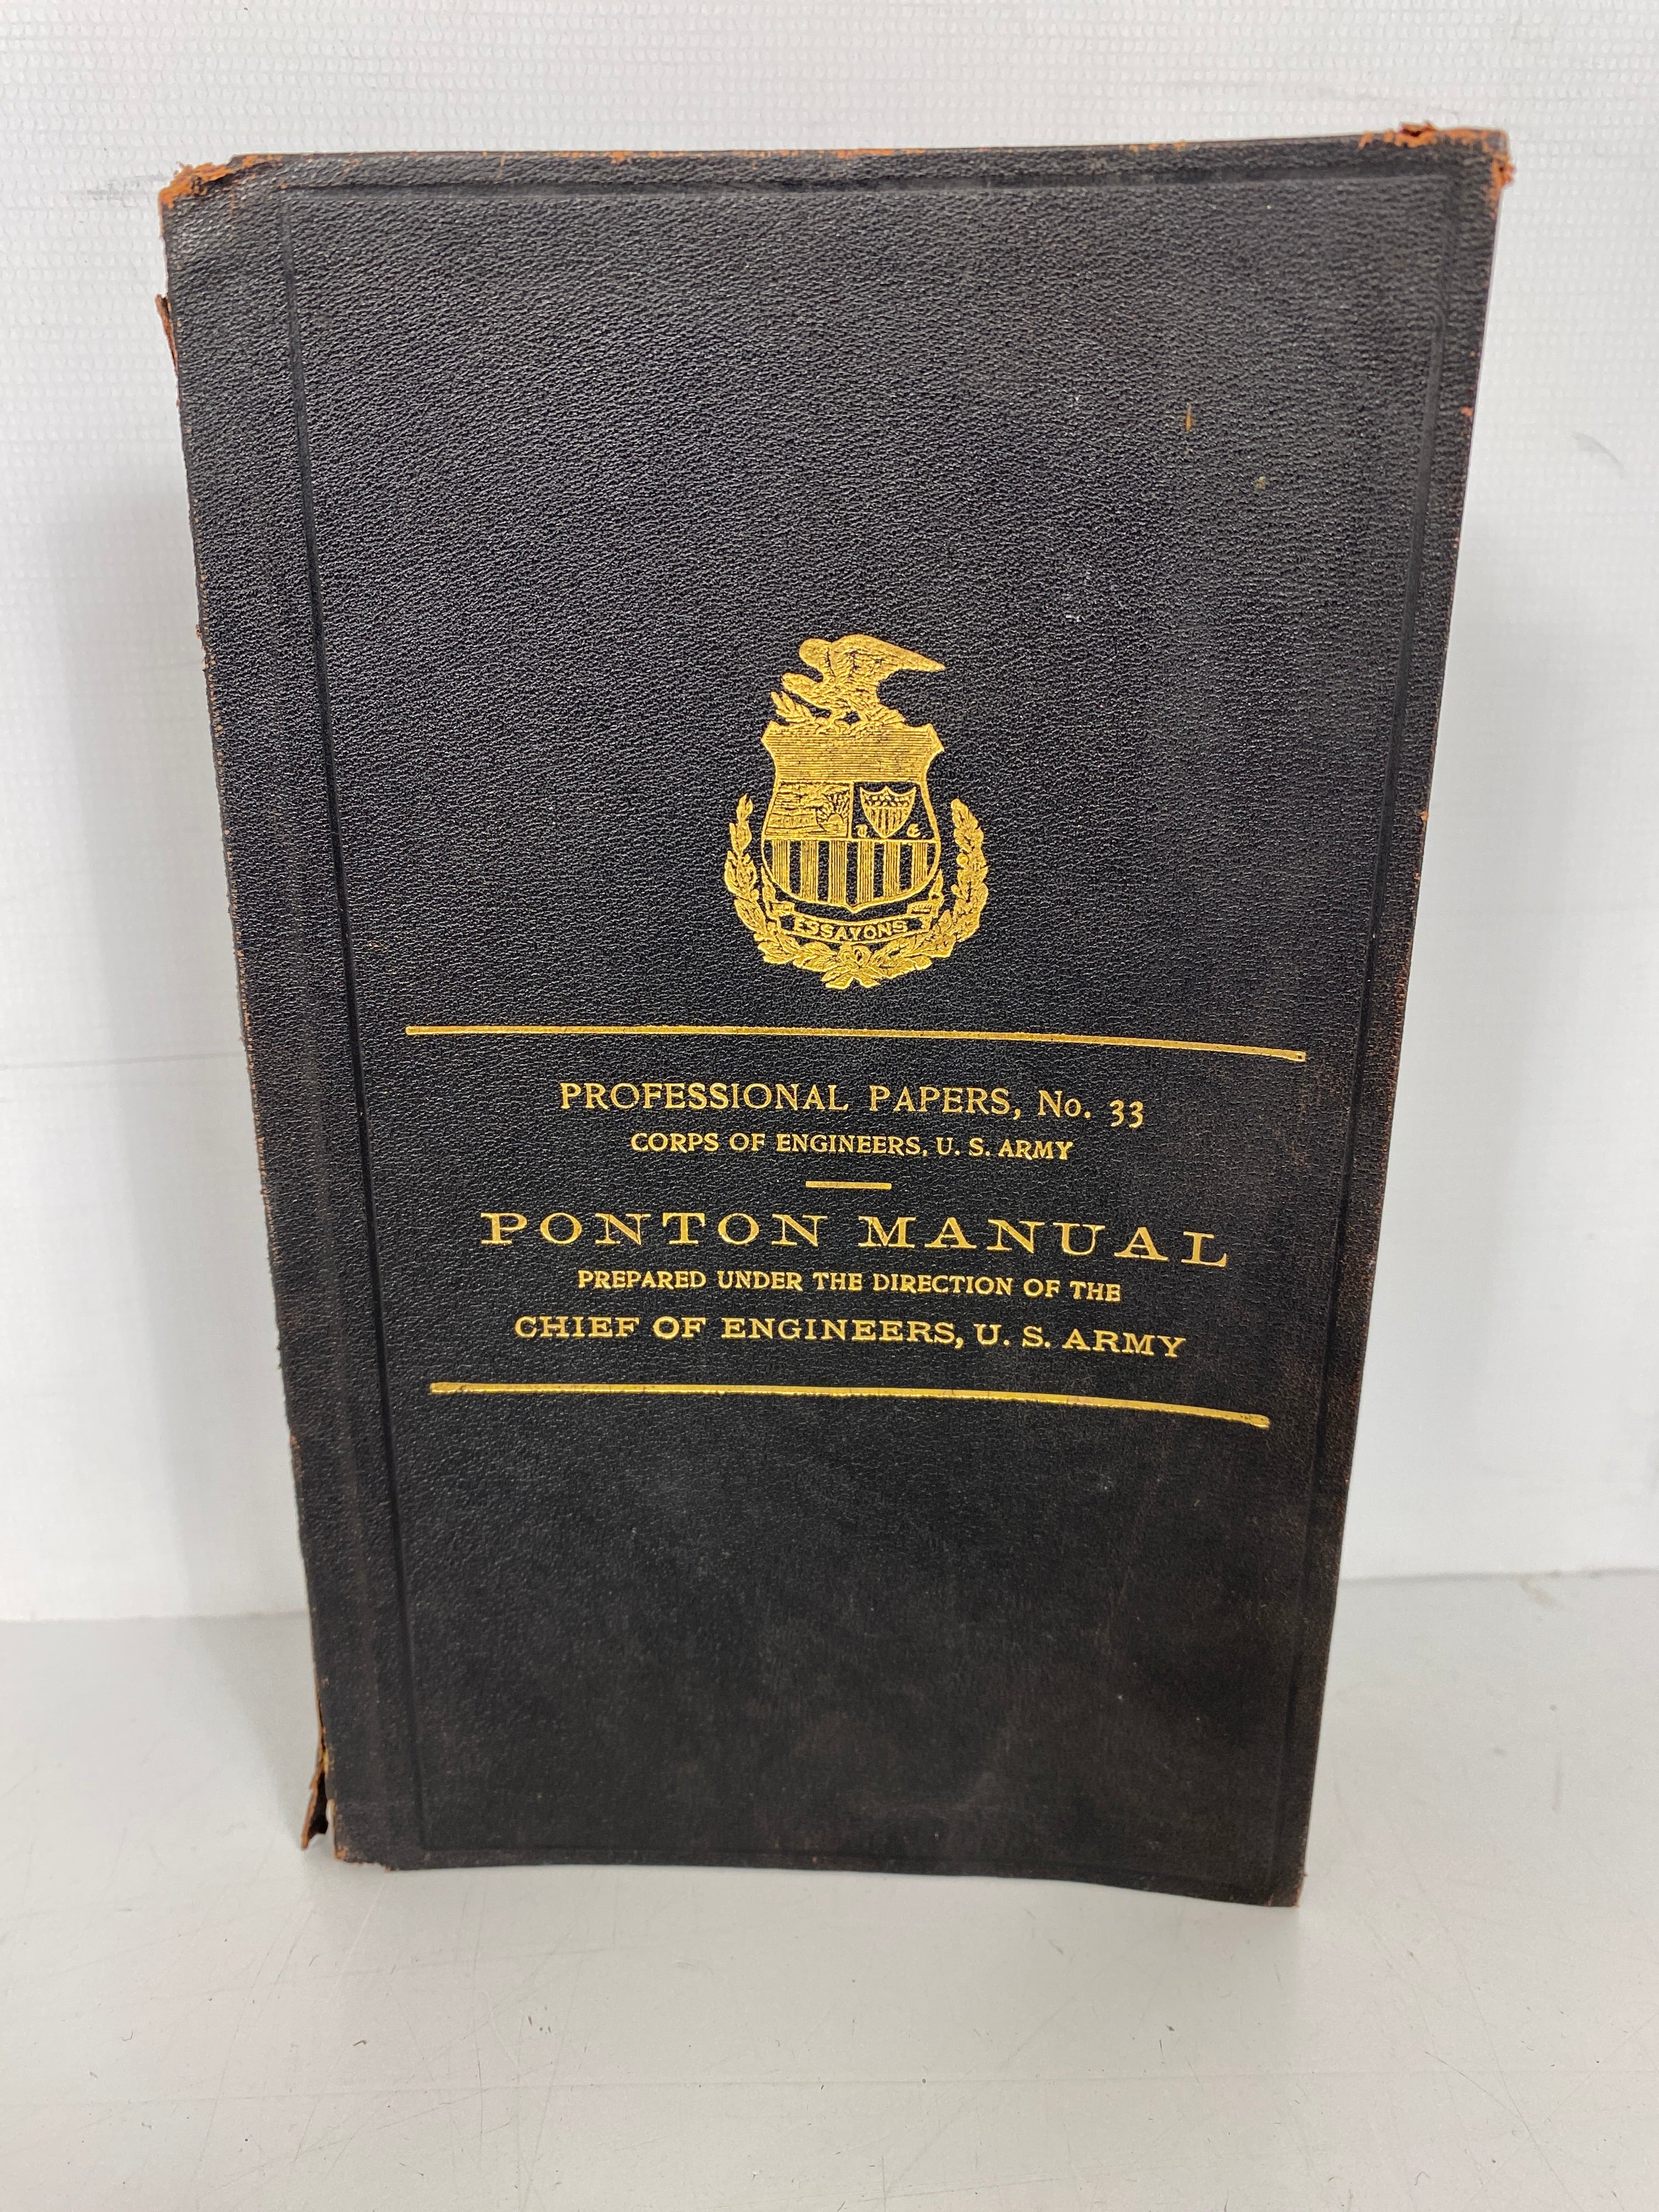 U E
ESSAYONS
PROFESSIONAL PAPERS, No. 33
CORPS OF ENGINEERS, U. S. ARMY
PONTON MANUAL
PREPARED UNDER THE DIRECTION OF THE
CHIEF OF ENGINEERS, U. S. ARMY